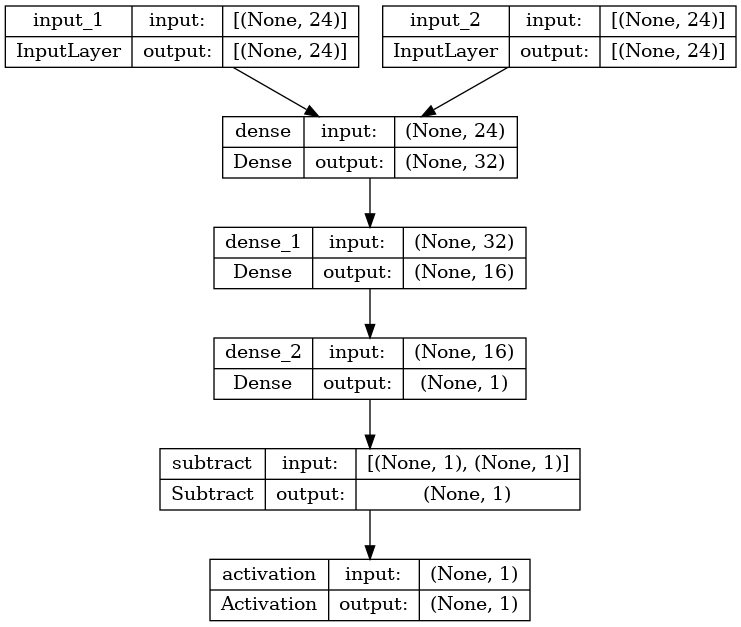 input_1 input: [(None, 24)] input_2 input: [(None, 24)]
InputLayer output: [(None, 24)] InputLayer output: [(None, 24)]
dense input: (None, 24)
Dense output: (None, 32)
dense_1 input: (None, 32)
Dense output: (None, 16)
dense_2 input: (None, 16)
Dense output: (None, 1)
subtract input: [(None, 1), (None, 1)]
Subtract output: (None, 1)
activation input: (None, 1)
Activation output: (None, 1)